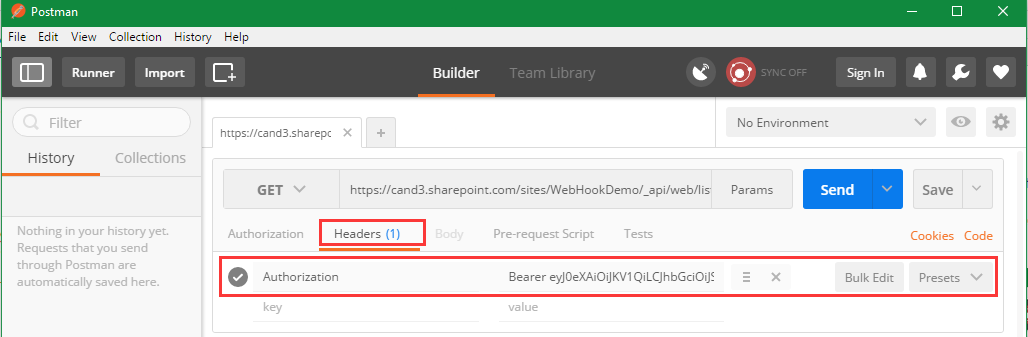 Postman
File Edit View Collection History Help
Runner Import Builder Team Library SYNC OFF Sign In
Filter
History Collections
Nothing in your history yet.
Requests that you send
through Postman are
automatically saved here.
https://cand3.sharepc
No Environment
GET https://cand3.sharepoint.com/sites/WebHookDemo/_api/web/lis Params Send Save
Authorization Headers (1) Body Pre-request Script Tests Cookies Code
Authorization Bearer eyJ0eXAiOiJKV1QiLCJhbGciOiJS Bulk Edit Presets
key value